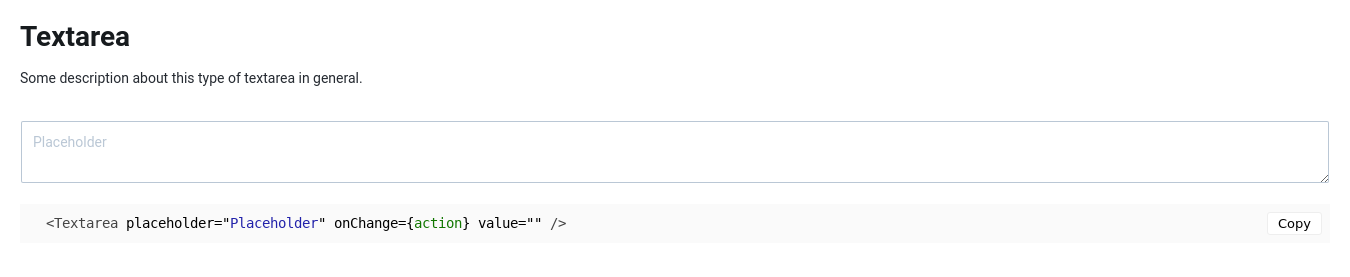 Textarea
Some description about this type of textarea in general.
Placeholder
<Textarea placeholder="Placeholder" onChange={action} value="" />
Copy